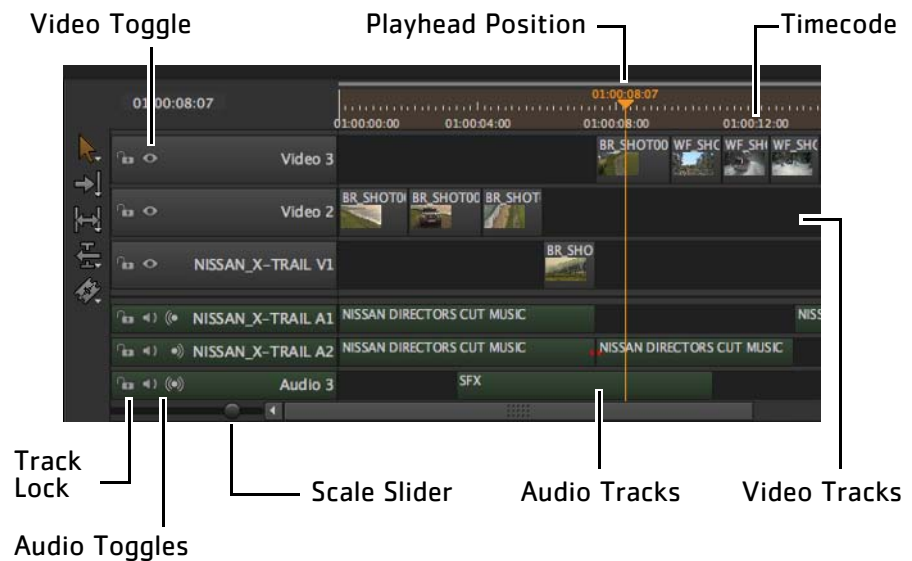 Video Toggle
Playhead Position
Timecode
01:00:08:07
01:00:08:07
01:00:00:00
01:00:04:00
01:00:08:00
01:00:12:00
Video 3
BR_SHOT00
WF_SHC
WF_SH(
WF_SHC
Video 2
BR_SHOT0(
BR_SHOT0C
BR_SHOT
NISSAN_X-TRAIL V1
BR_SHO
NISSAN_X-TRAIL A1
NISSAN DIRECTORS CUT MUSIC
NISS
NISSAN_X-TRAIL A2
NISSAN DIRECTORS CUT MUSIC
NISSAN DIRECTORS CUT MUSIC
Audio 3
SFX
Track
Lock
Scale Slider
Audio Tracks
Video Tracks
Audio Toggles